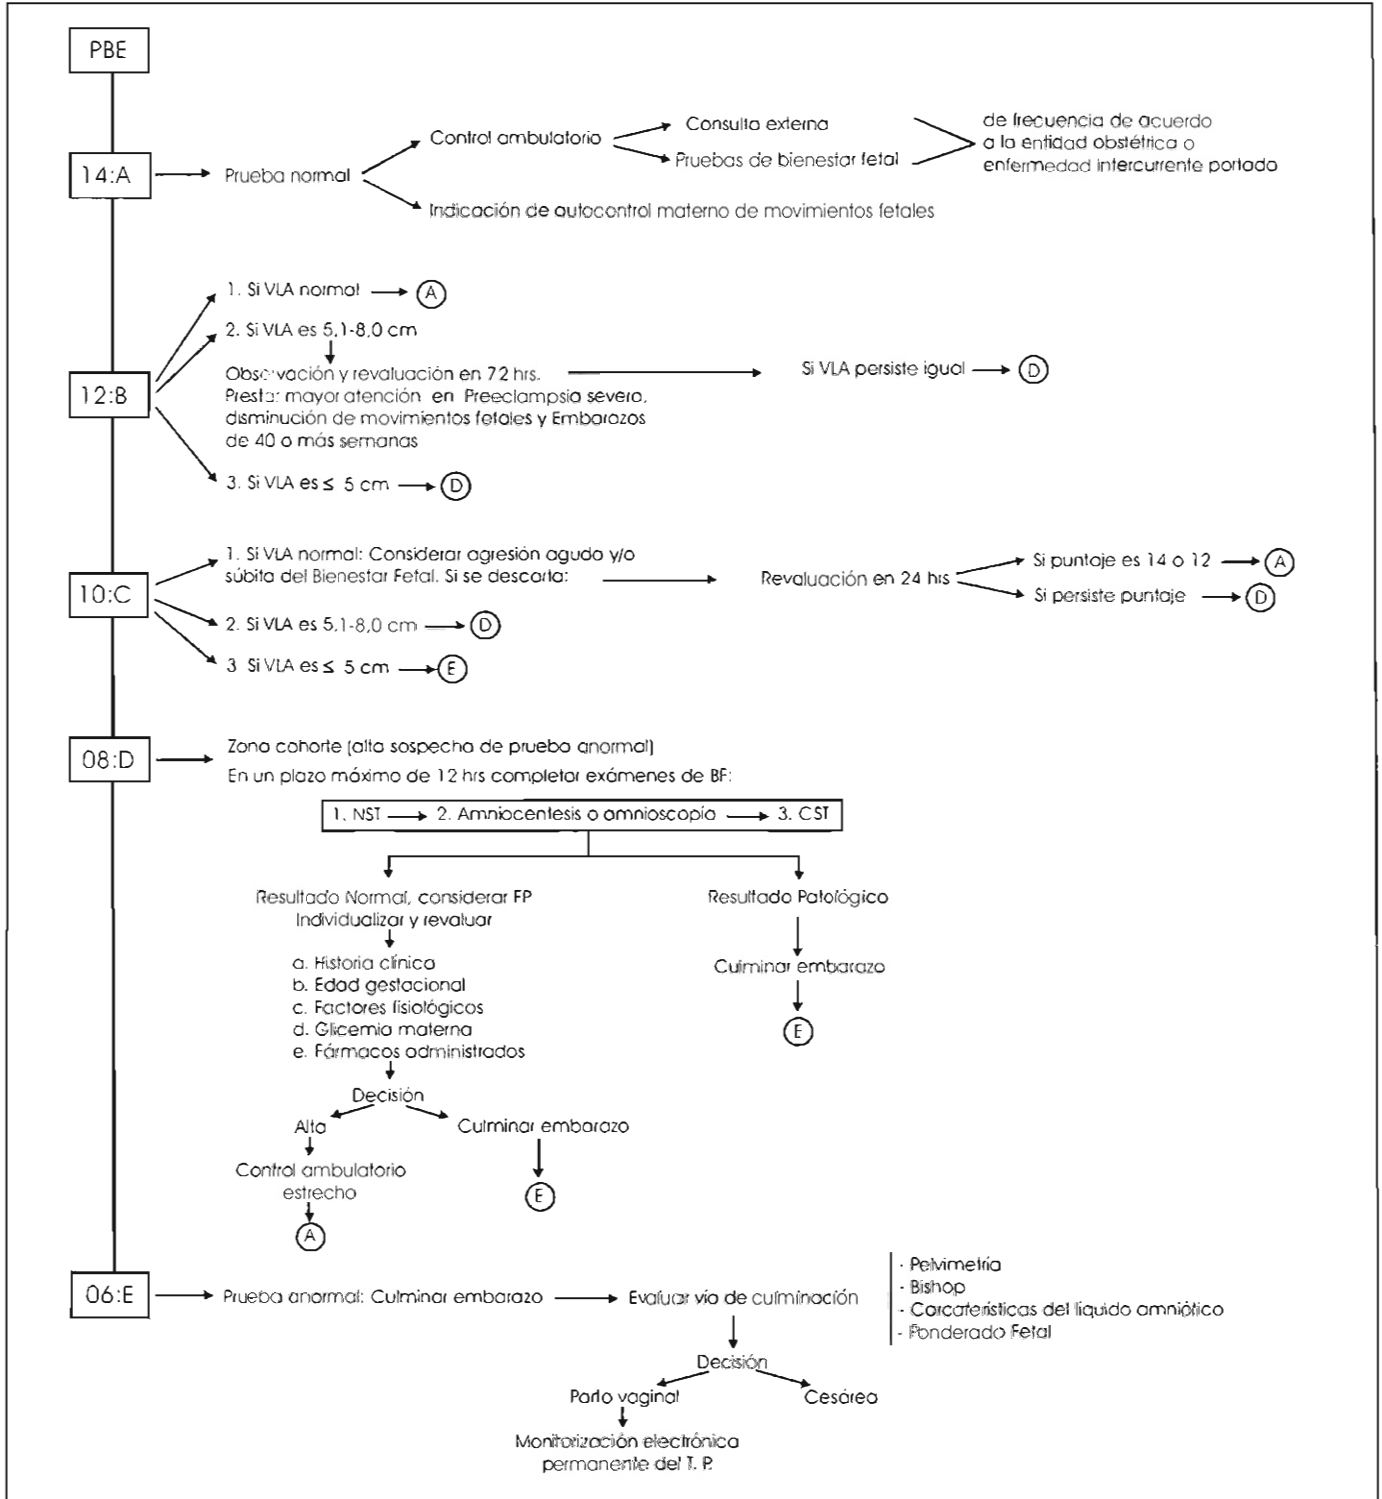 PBE
14:A
Prueba normal
Control ambulatorio
Consulta externa
Pruebas de bienestar fetal
de frecuencia de acuerdo
a la entidad obstétrica o
enfermedad intercurrente portado
Indicación de autocontrol materno de movimientos fetales
12:B
1. Si VLA normal
A
2. Si VLA es 5,1-8,0 cm
Observación y revaluación en 72 hrs.
Si VLA persiste igual
D
Prestar mayor atención en Preeclampsia severa,
disminución de movimientos fetales y Embarazos
de 40 o más semanas
3. Si VLA es ≤ 5 cm
D
10:C
1. Si VLA normal: Considerar agresión aguda y/o
súbita del Bienestar Fetal. Si se descarta:
Revaluación en 24 hrs
Si puntaje es 14 o 12
A
Si persiste puntaje
D
2. Si VLA es 5,1-8,0 cm
D
3 Si VLA es ≤ 5 cm
E
08:D
Zona cohorte (alta sospecha de prueba anormal)
En un plazo máximo de 12 hrs completar exámenes de BF:
1. NST
2. Amniocentesis o amnioscopía
3. CST
Resultado Normal, considerar FP
Individualizar y revaluar
a. Historia clínica
b. Edad gestacional
c. Factores fisiológicos
d. Glicemia materna
e. Fármacos administrados
Decisión
Alta
Control ambulatorio
estrecho
A
Culminar embarazo
E
Resultado Patológico
Culminar embarazo
E
06:E
Prueba anormal: Culminar embarazo
Evaluar vía de culminación
- Pelvimetría
- Bishop
- Carcaterísticas del líquido amniótico
- Ponderado Fetal
Decisión
Parto vaginal
Cesárea
Monitorización electrónica
permanente del T. P.